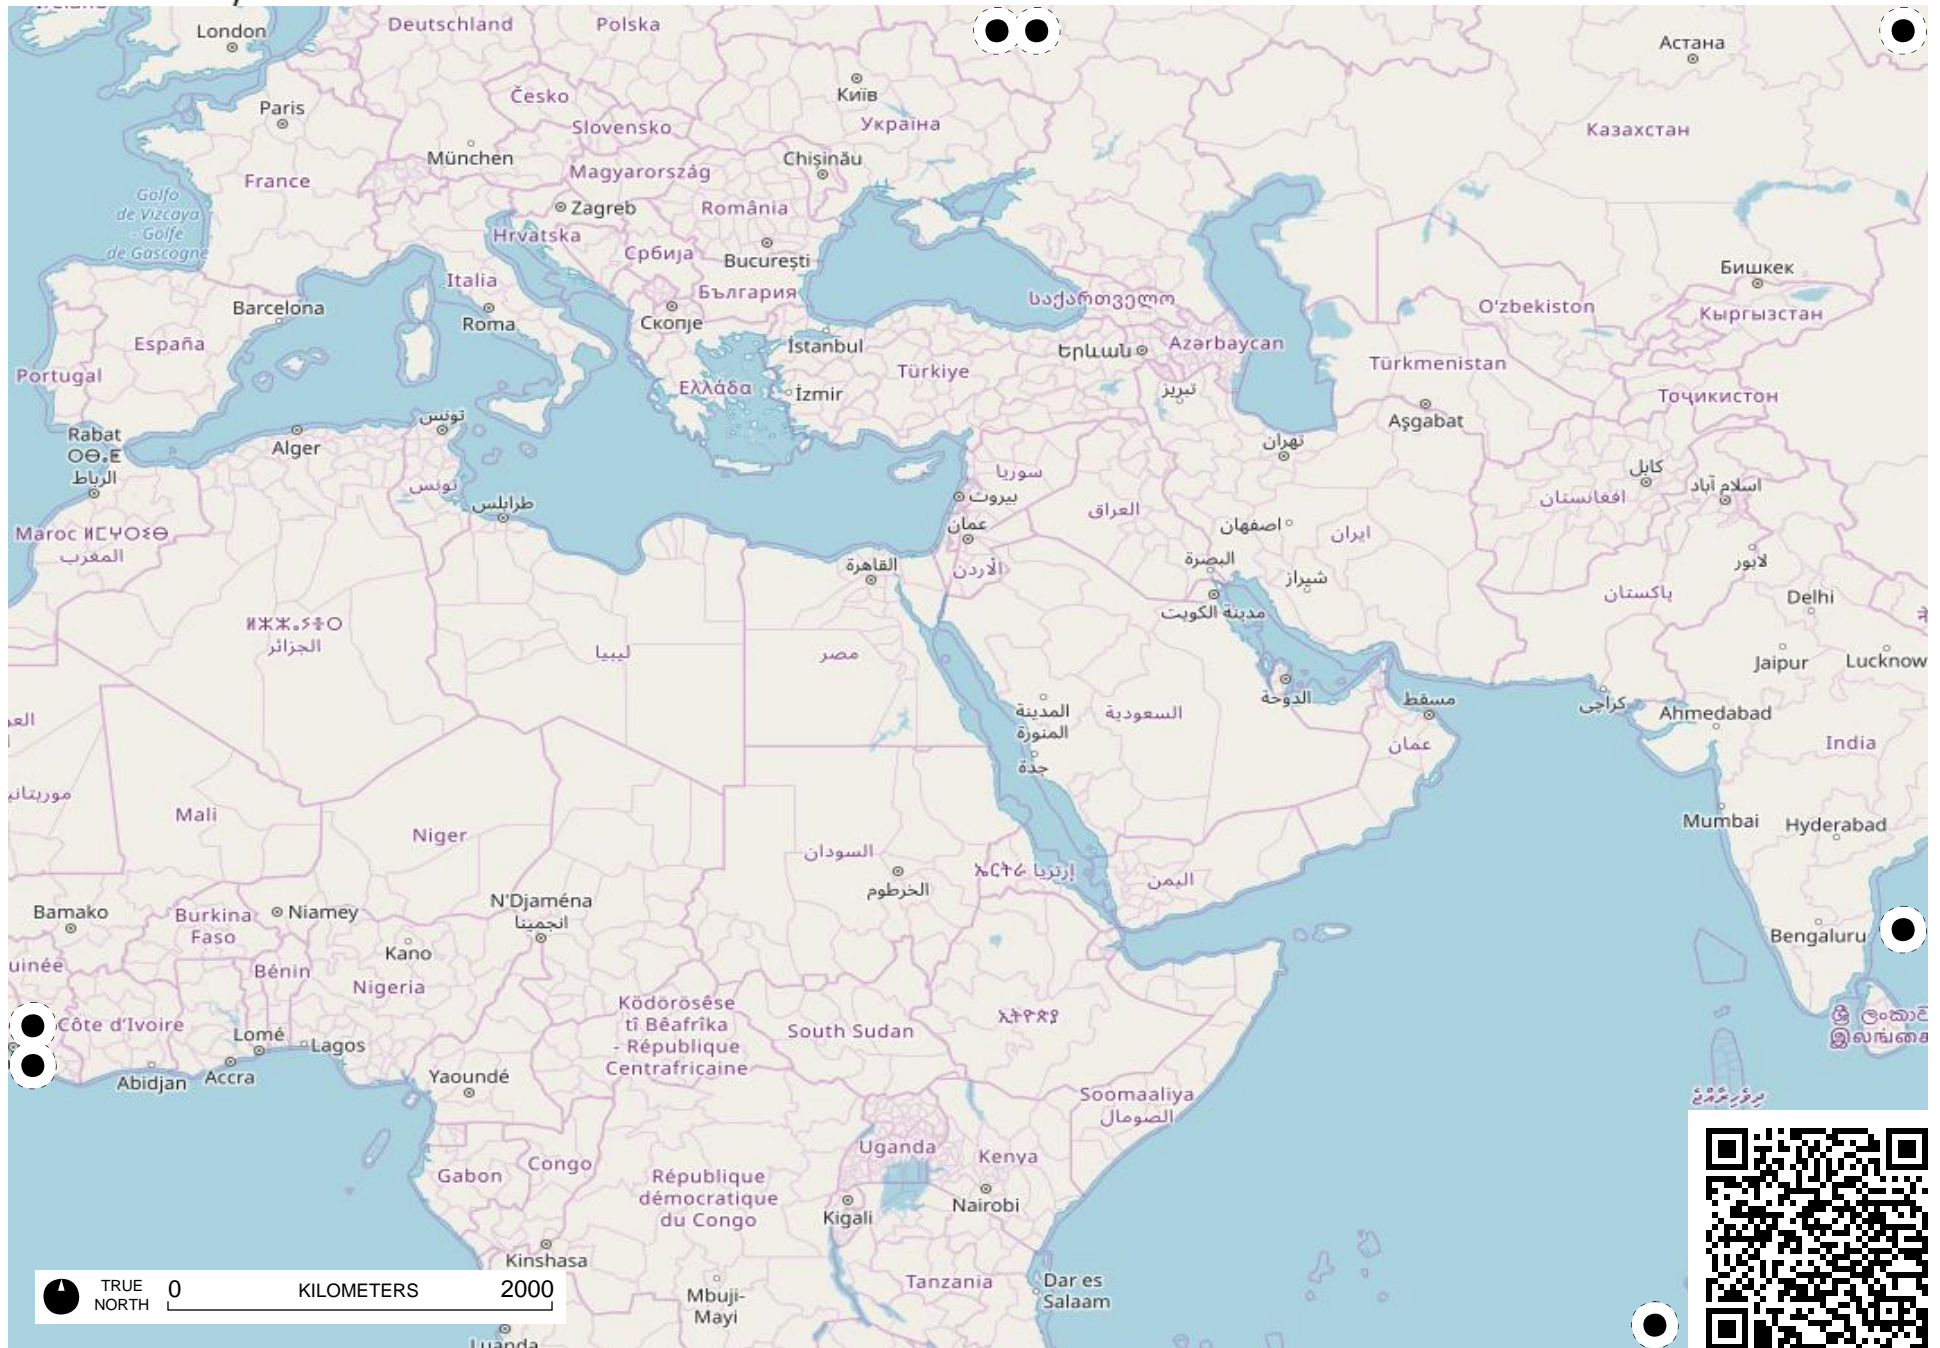 London
Deutschland
Polska
Астана
Paris
Česko
Київ
Україна
Казахстан
Slovensko
München
Chișinău
France
Magyarország
Golfo
de Vizcaya
- Golfe
de Gascogne
Zagreb
România
Hrvatska
Србија
București
Italia
България
Бишкек
Barcelona
Roma
Скопје
საქართველო
Oʻzbekiston
Кыргызстан
España
İstanbul
Երևան
Azərbaycan
Portugal
Ελλάδα
Türkiye
Türkmenistan
İzmir
تبریز
Тоҷикистон
تونس
Aşgabat
Rabat
ⵔⴱⴰⵟ
الرباط
Alger
تهران
سوريا
کابل
تونس
اسلام آباد
طرابلس
بيروت
افغانستان
العراق
عمان
اصفهان
ایران
Maroc ⵍⵎⵖⵔⵉⴱ
المغرب
القاهرة
الأردن
البصرة
شیراز
لاہور
پاکستان
Delhi
مدينة الكويت
ⵍⵣⵣⴰⵢⴻⵔ
الجزائر
ليبيا
مصر
Jaipur
Lucknow
المدينة
المنورة
السعودية
الدوحة
مسقط
کراچی
Ahmedabad
عمان
India
جدة
Mali
Niger
Mumbai
Hyderabad
السودان
ኤርትራ إرتريا
اليمن
الخرطوم
Bamako
Burkina
Faso
Niamey
N'Djaména
انجمينا
Kano
Bengaluru
uinée
Bénin
Nigeria
Ködörösêse
tî Bêafrîka
- République
Centrafricaine
ኢትዮጵያ
Côte d'Ivoire
Lomé
Lagos
South Sudan
Abidjan
Accra
Yaoundé
Soomaaliya
الصومال
ދިވެހިރާއްޖެ
Uganda
Kenya
Gabon
Congo
République
démocratique
du Congo
Nairobi
Kigali
Kinshasa
Tanzania
Dar es
Salaam
Mbuji-
Mayi
Luanda
TRUE
NORTH
0 KILOMETERS 2000